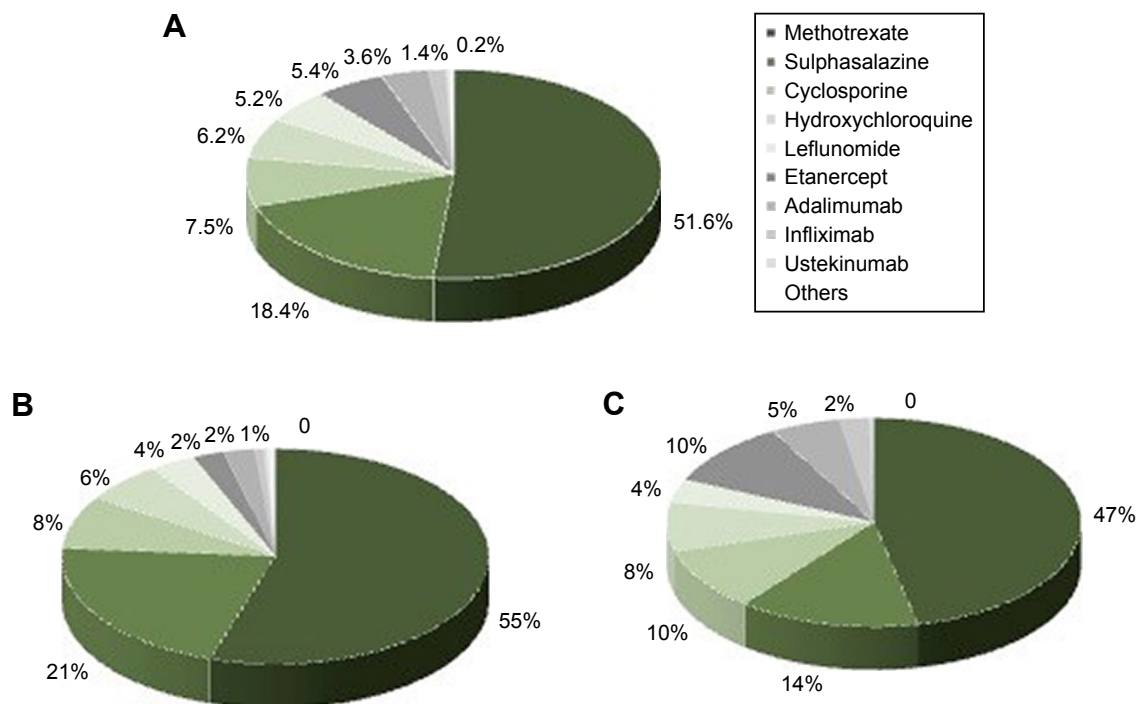 A
0.2%
1.4%
3.6%
5.4%
5.2%
6.2%
7.5%
18.4%
51.6%
Methotrexate
Sulphasalazine
Cyclosporine
Hydroxychloroquine
Leflunomide
Etanercept
Adalimumab
Infliximab
Ustekinumab
Others
B
0
1%
2%
2%
4%
6%
8%
21%
55%
C
0
2%
5%
10%
4%
8%
10%
14%
47%